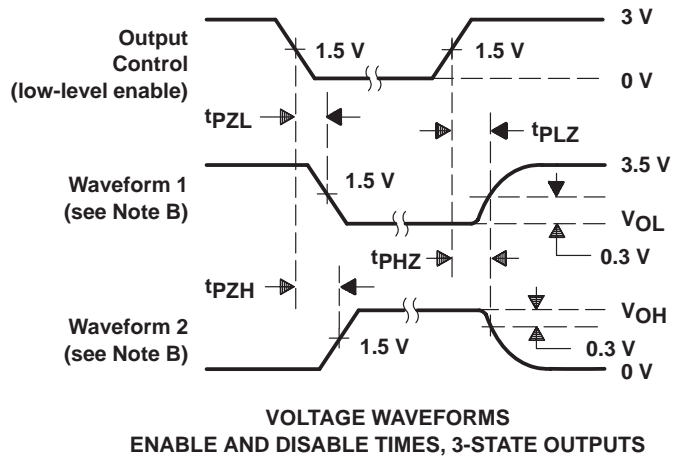 3 V
Output
Control
(low-level enable)
1.5 V
1.5 V
0 V
tPZL
tPLZ
3.5 V
Waveform 1
(see Note B)
1.5 V
VOL
0.3 V
tPHZ
tPZH
VOH
Waveform 2
(see Note B)
1.5 V
0.3 V
0 V
VOLTAGE WAVEFORMS
ENABLE AND DISABLE TIMES, 3-STATE OUTPUTS